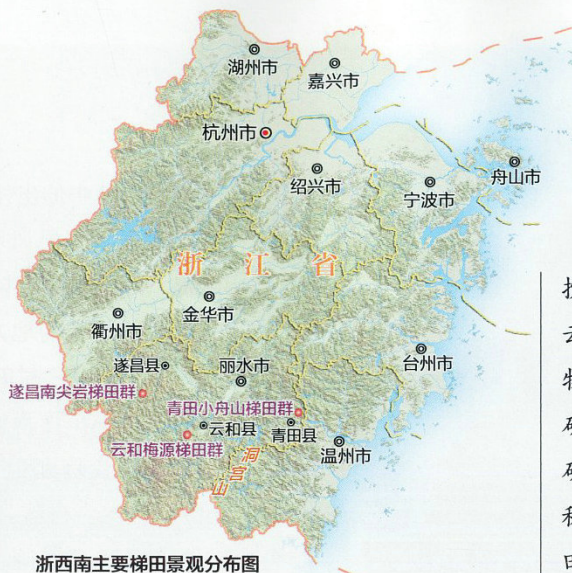 湖州市
嘉兴市
杭州市
绍兴市
宁波市
舟山市
浙江省
衢州市
金华市
台州市
遂昌县
丽水市
遂昌南尖岩梯田群
青田小舟山梯田群
云和县
青田县
云和梅源梯田群
温州市
洞宫山
浙西南主要梯田景观分布图
田